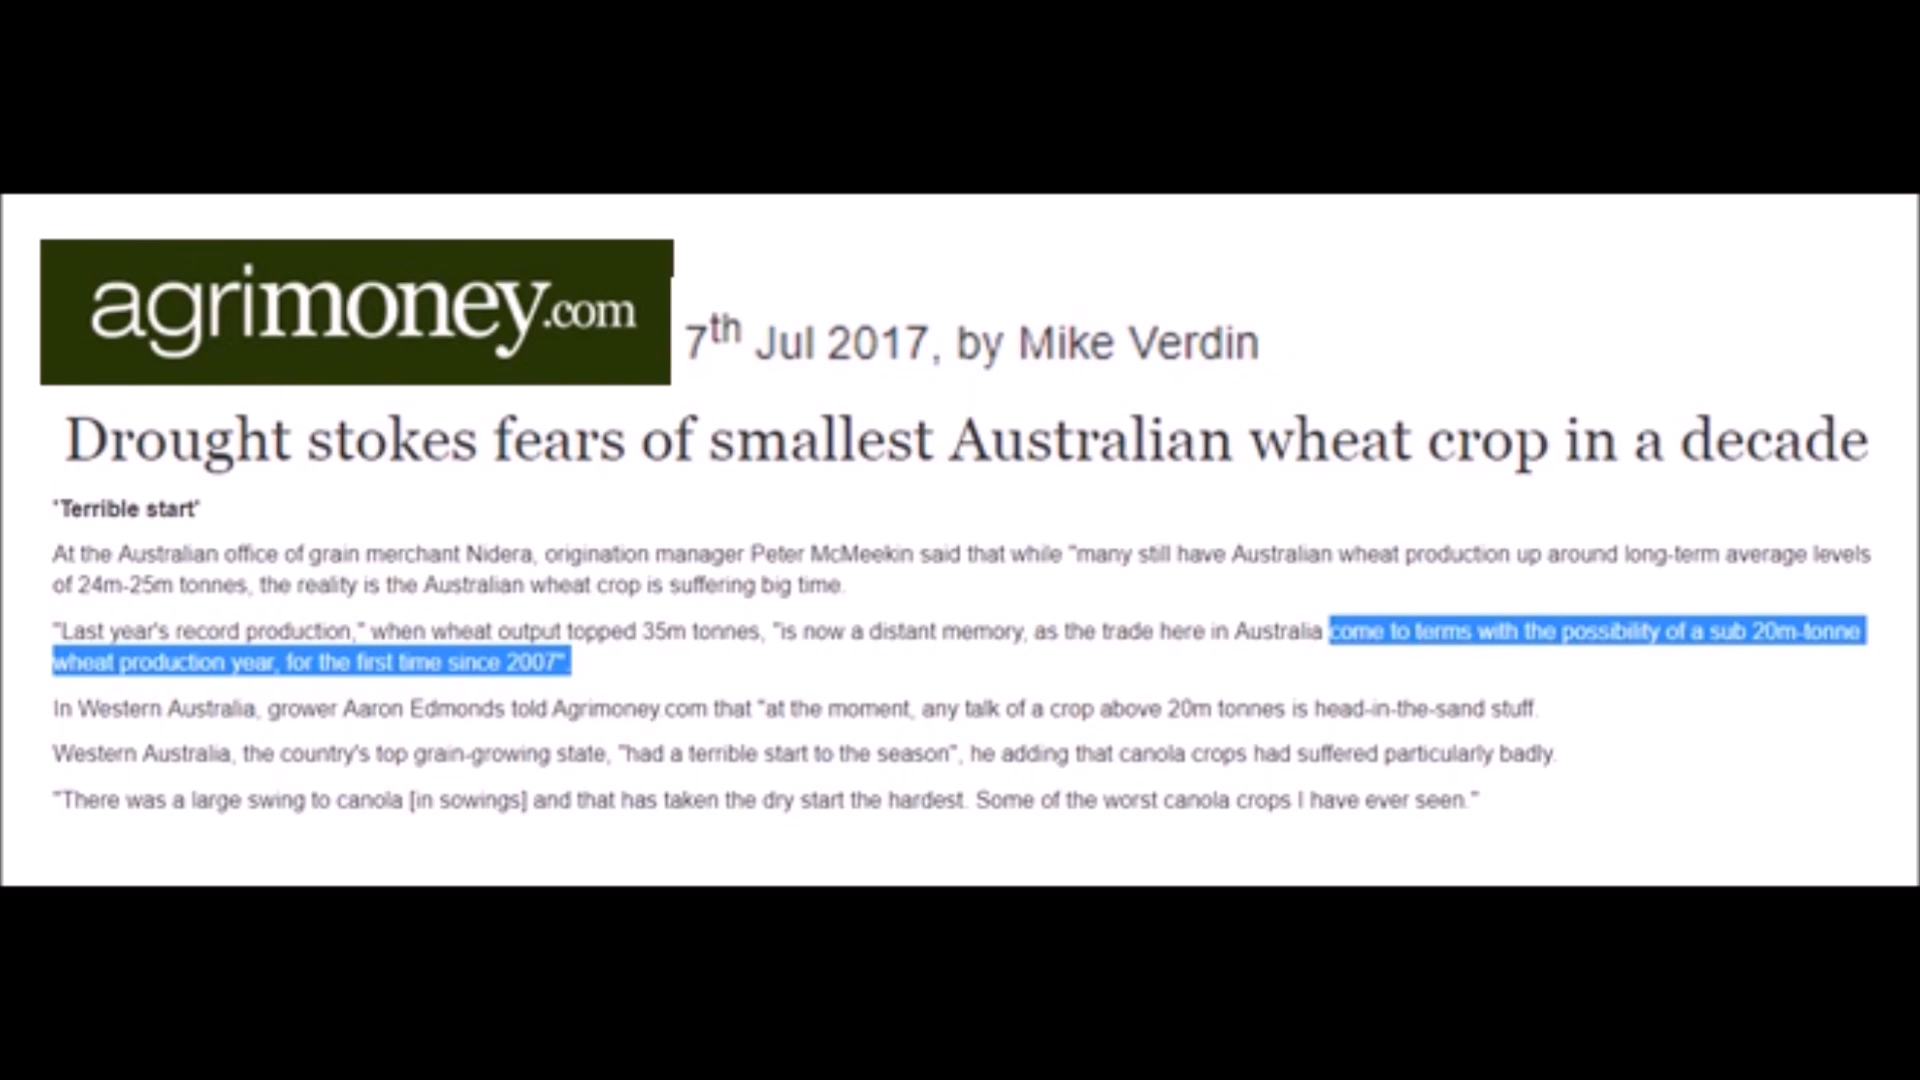 agrimoney.com
7th Jul 2017, by Mike Verdin
Drought stokes fears of smallest Australian wheat crop in a decade
'Terrible start'
At the Australian office of grain merchant Nidera, origination manager Peter McMeekin said that while "many still have Australian wheat production up around long-term average levels
of 24m-25m tonnes, the reality is the Australian wheat crop is suffering big time.
"Last year's record production," when wheat output topped 35m tonnes, "is now a distant memory, as the trade here in Australia come to terms with the possibility of a sub 20m-tonne
wheat production year, for the first time since 2007".
In Western Australia, grower Aaron Edmonds told Agrimoney.com that "at the moment, any talk of a crop above 20m tonnes is head-in-the-sand stuff.
Western Australia, the country's top grain-growing state, "had a terrible start to the season", he adding that canola crops had suffered particularly badly.
"There was a large swing to canola [in sowings] and that has taken the dry start the hardest. Some of the worst canola crops I have ever seen."